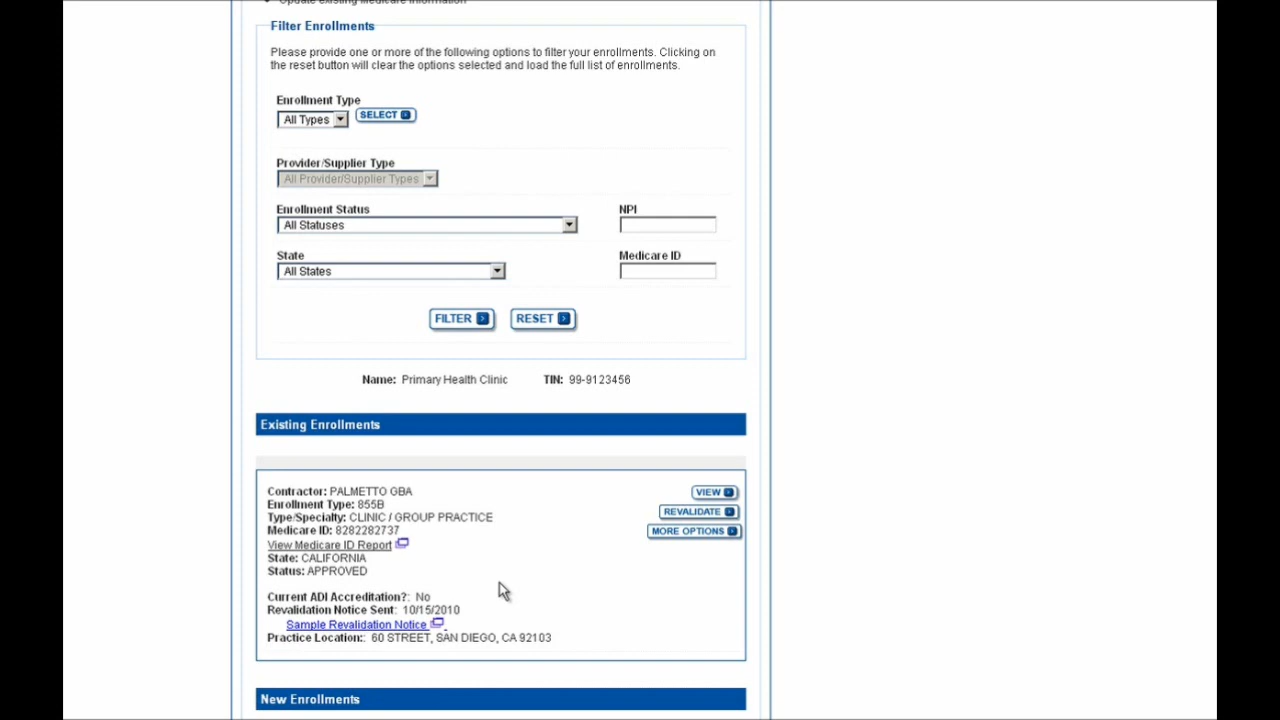 Update existing Medicare information
Filter Enrollments
Please provide one or more of the following options to filter your enrollments. Clicking on
the reset button will clear the options selected and load the full list of enrollments.
Enrollment Type
All Types SELECT
Provider/Supplier Type
All Provider/Supplier Types
Enrollment Status NPI
All Statuses
State Medicare ID
All States
FILTER RESET
Name: Primary Health Clinic TIN: 99-9123456
Existing Enrollments
Contractor: PALMETTO GBA VIEW
Enrollment Type: 855B
Type/Specialty: CLINIC / GROUP PRACTICE REVALIDATE
Medicare ID: 8282282737 MORE OPTIONS
View Medicare ID Report
State: CALIFORNIA
Status: APPROVED
Current ADI Accreditation?: No
Revalidation Notice Sent: 10/15/2010
Sample Revalidation Notice
Practice Location:: 60 STREET, SAN DIEGO, CA 92103
New Enrollments